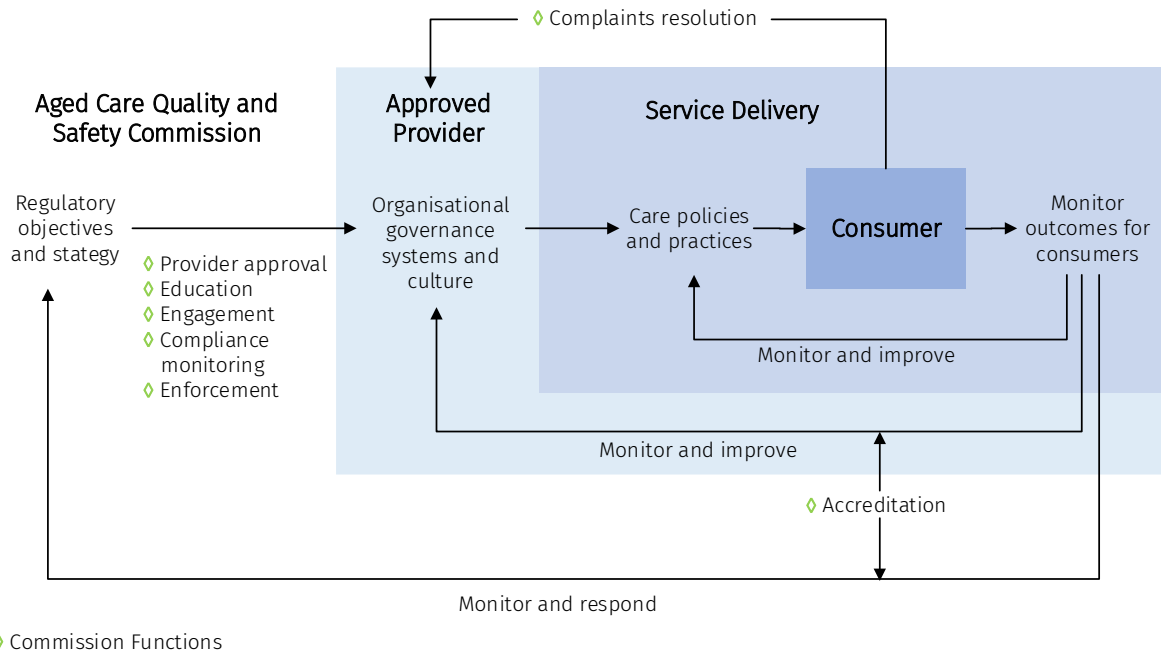 ◊ Complaints resolution
Aged Care Quality and
Safety Commission
Approved
Provider
Service Delivery
Regulatory
objectives
and stategy
◊ Provider approval
◊ Education
◊ Engagement
◊ Compliance
monitoring
◊ Enforcement
Organisational
governance
systems and
culture
Care policies
and practices
Consumer
Monitor
outcomes for
consumers
Monitor and improve
Monitor and improve
◊ Accreditation
Monitor and respond
◊ Commission Functions